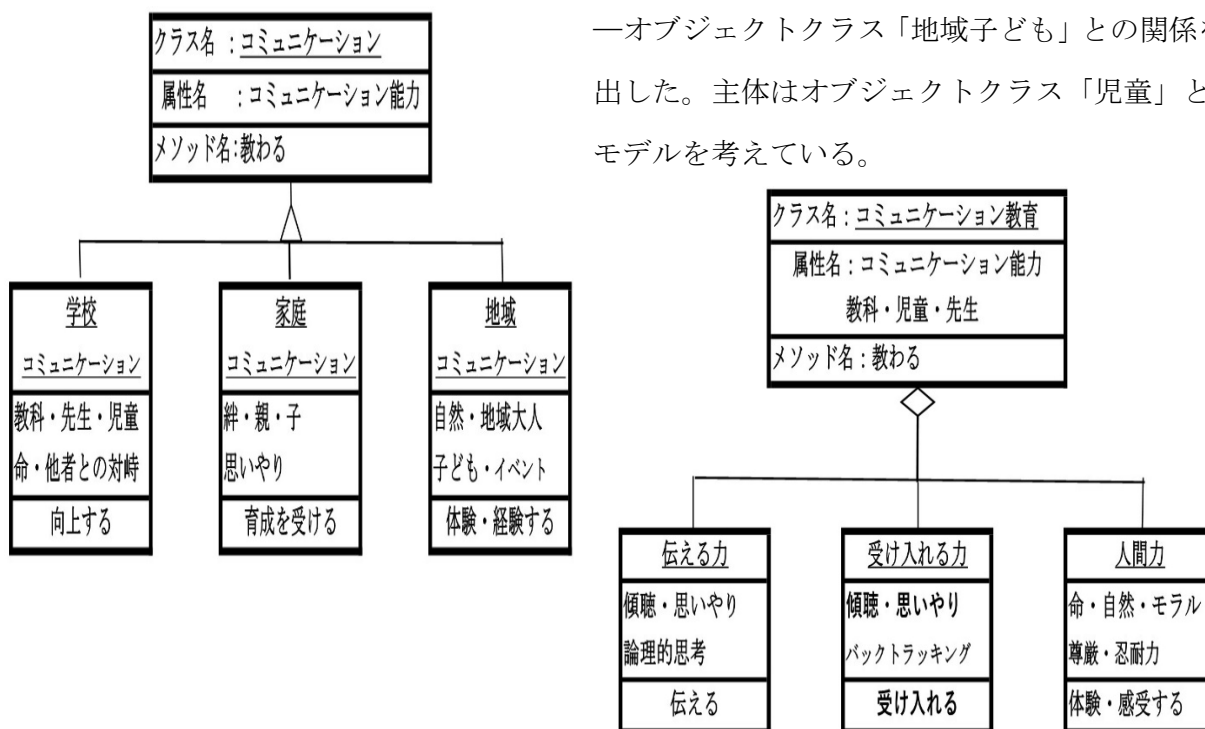 クラス名 :コミュニケーション
属性名 :コミュニケーション能力
メソッド名:教わる
学校
コミュニケーション
教科・先生・児童
命・他者との対峙
向上する
家庭
コミュニケーション
絆・親・子
思いやり
育成を受ける
地域
コミュニケーション
自然・地域大人
子ども・イベント
体験・経験する
―オブジェクトクラス「地域子ども」との関係
出した。主体はオブジェクトクラス「児童」と
モデルを考えている。
クラス名:コミュニケーション教育
属性名:コミュニケーション能力
教科・児童・先生
メソッド名:教わる
伝える力
傾聴・思いやり
論理的思考
伝える
受け入れる力
傾聴・思いやり
バックトラッキング
受け入れる
人間力
命・自然・モラル
尊厳・忍耐力
体験・感受する